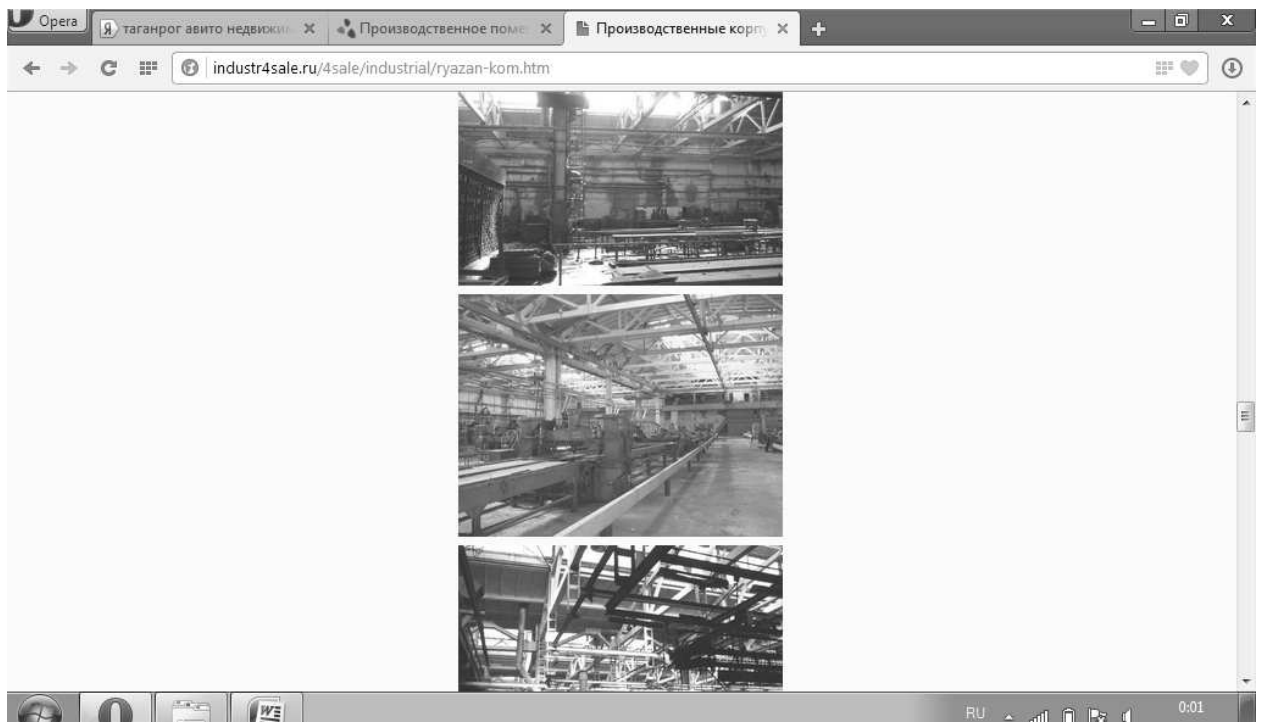 Opera
Я таганрог авито недвижи
Производственное поме
Производственные корп
industr4sale.ru/4sale/industrial/ryazan-kom.htm
W
RU
0:01